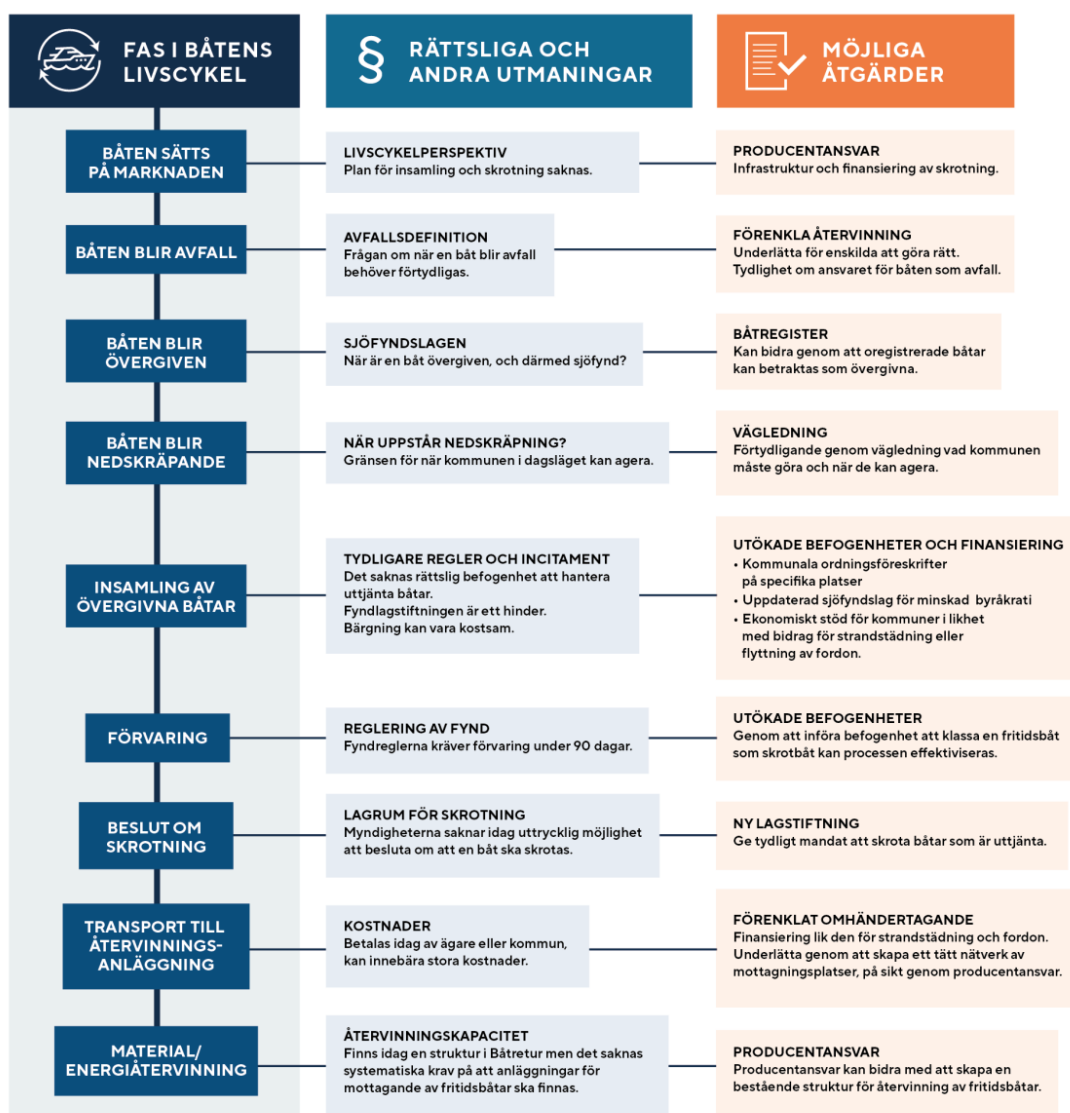 FAS I BÅTENS
LIVSCYKEL
§ RÄTTSLIGA OCH
ANDRA UTMANINGAR
MÖJLIGA
ÅTGÄRDER
BÅTEN SÄTTS
PÅ MARKNADEN
LIVSCYKELPERSPEKTIV
Plan för insamling och skrotning saknas.
PRODUCENTANSVAR
Infrastruktur och finansiering av skrotning.
BÅTEN BLIR AVFALL
AVFALLSDEFINITION
Frågan om när en båt blir avfall
behöver förtydligas.
FÖRENKLA ÅTERVINNING
Underlätta för enskilda att göra rätt.
Tydlighet om ansvaret för båten som avfall.
BÅTEN BLIR
ÖVERGIVEN
SJÖFYNDSLAGEN
När är en båt övergiven, och därmed sjöfynd?
BÅTREGISTER
Kan bidra genom att oregistrerade båtar
kan betraktas som övergivna.
BÅTEN BLIR
NEDSKRÄPANDE
NÄR UPPSTÅR NEDSKRÄPNING?
Gränsen för när kommunen i dagsläget kan agera.
VÄGLEDNING
Förtydligande genom vägledning vad kommunen
måste göra och när de kan agera.
INSAMLING AV
ÖVERGIVNA BÅTAR
TYDLIGARE REGLER OCH INCITAMENT
Det saknas rättslig befogenhet att hantera
uttjänta båtar.
Fyndlagstiftningen är ett hinder.
Bärgning kan vara kostsam.
UTÖKADE BEFOGENHETER OCH FINANSIERING
• Kommunala ordningsföreskrifter
på specifika platser
• Uppdaterad sjöfyndslag för minskad byråkrati
• Ekonomiskt stöd för kommuner i likhet
med bidrag för strandstädning eller
flyttning av fordon.
FÖRVARING
REGLERING AV FYND
Fyndreglerna kräver förvaring under 90 dagar.
UTÖKADE BEFOGENHETER
Genom att införa befogenhet att klassa en fritidsbåt
som skrotbåt kan processen effektiviseras.
BESLUT OM
SKROTNING
LAGRUM FÖR SKROTNING
Myndigheterna saknar idag uttrycklig möjlighet
att besluta om att en båt ska skrotas.
NY LAGSTIFTNING
Ge tydligt mandat att skrota båtar som är uttjänta.
TRANSPORT TILL
ÅTERVINNINGS-
ANLÄGGNING
KOSTNADER
Betalas idag av ägare eller kommun,
kan innebära stora kostnader.
FÖRENKLAT OMHÄNDERTAGANDE
Finansiering lik den för strandstädning och fordon.
Underlätta genom att skapa ett tätt nätverk av
mottagningsplatser, på sikt genom producentansvar.
MATERIAL/
ENERGIÅTERVINNING
ÅTERVINNINGSKAPACITET
Finns idag en struktur i Båtretur men det saknas
systematiska krav på att anläggningar för
mottagande av fritidsbåtar ska finnas.
PRODUCENTANSVAR
Producentansvar kan bidra med att skapa en
bestående struktur för återvinning av fritidsbåtar.